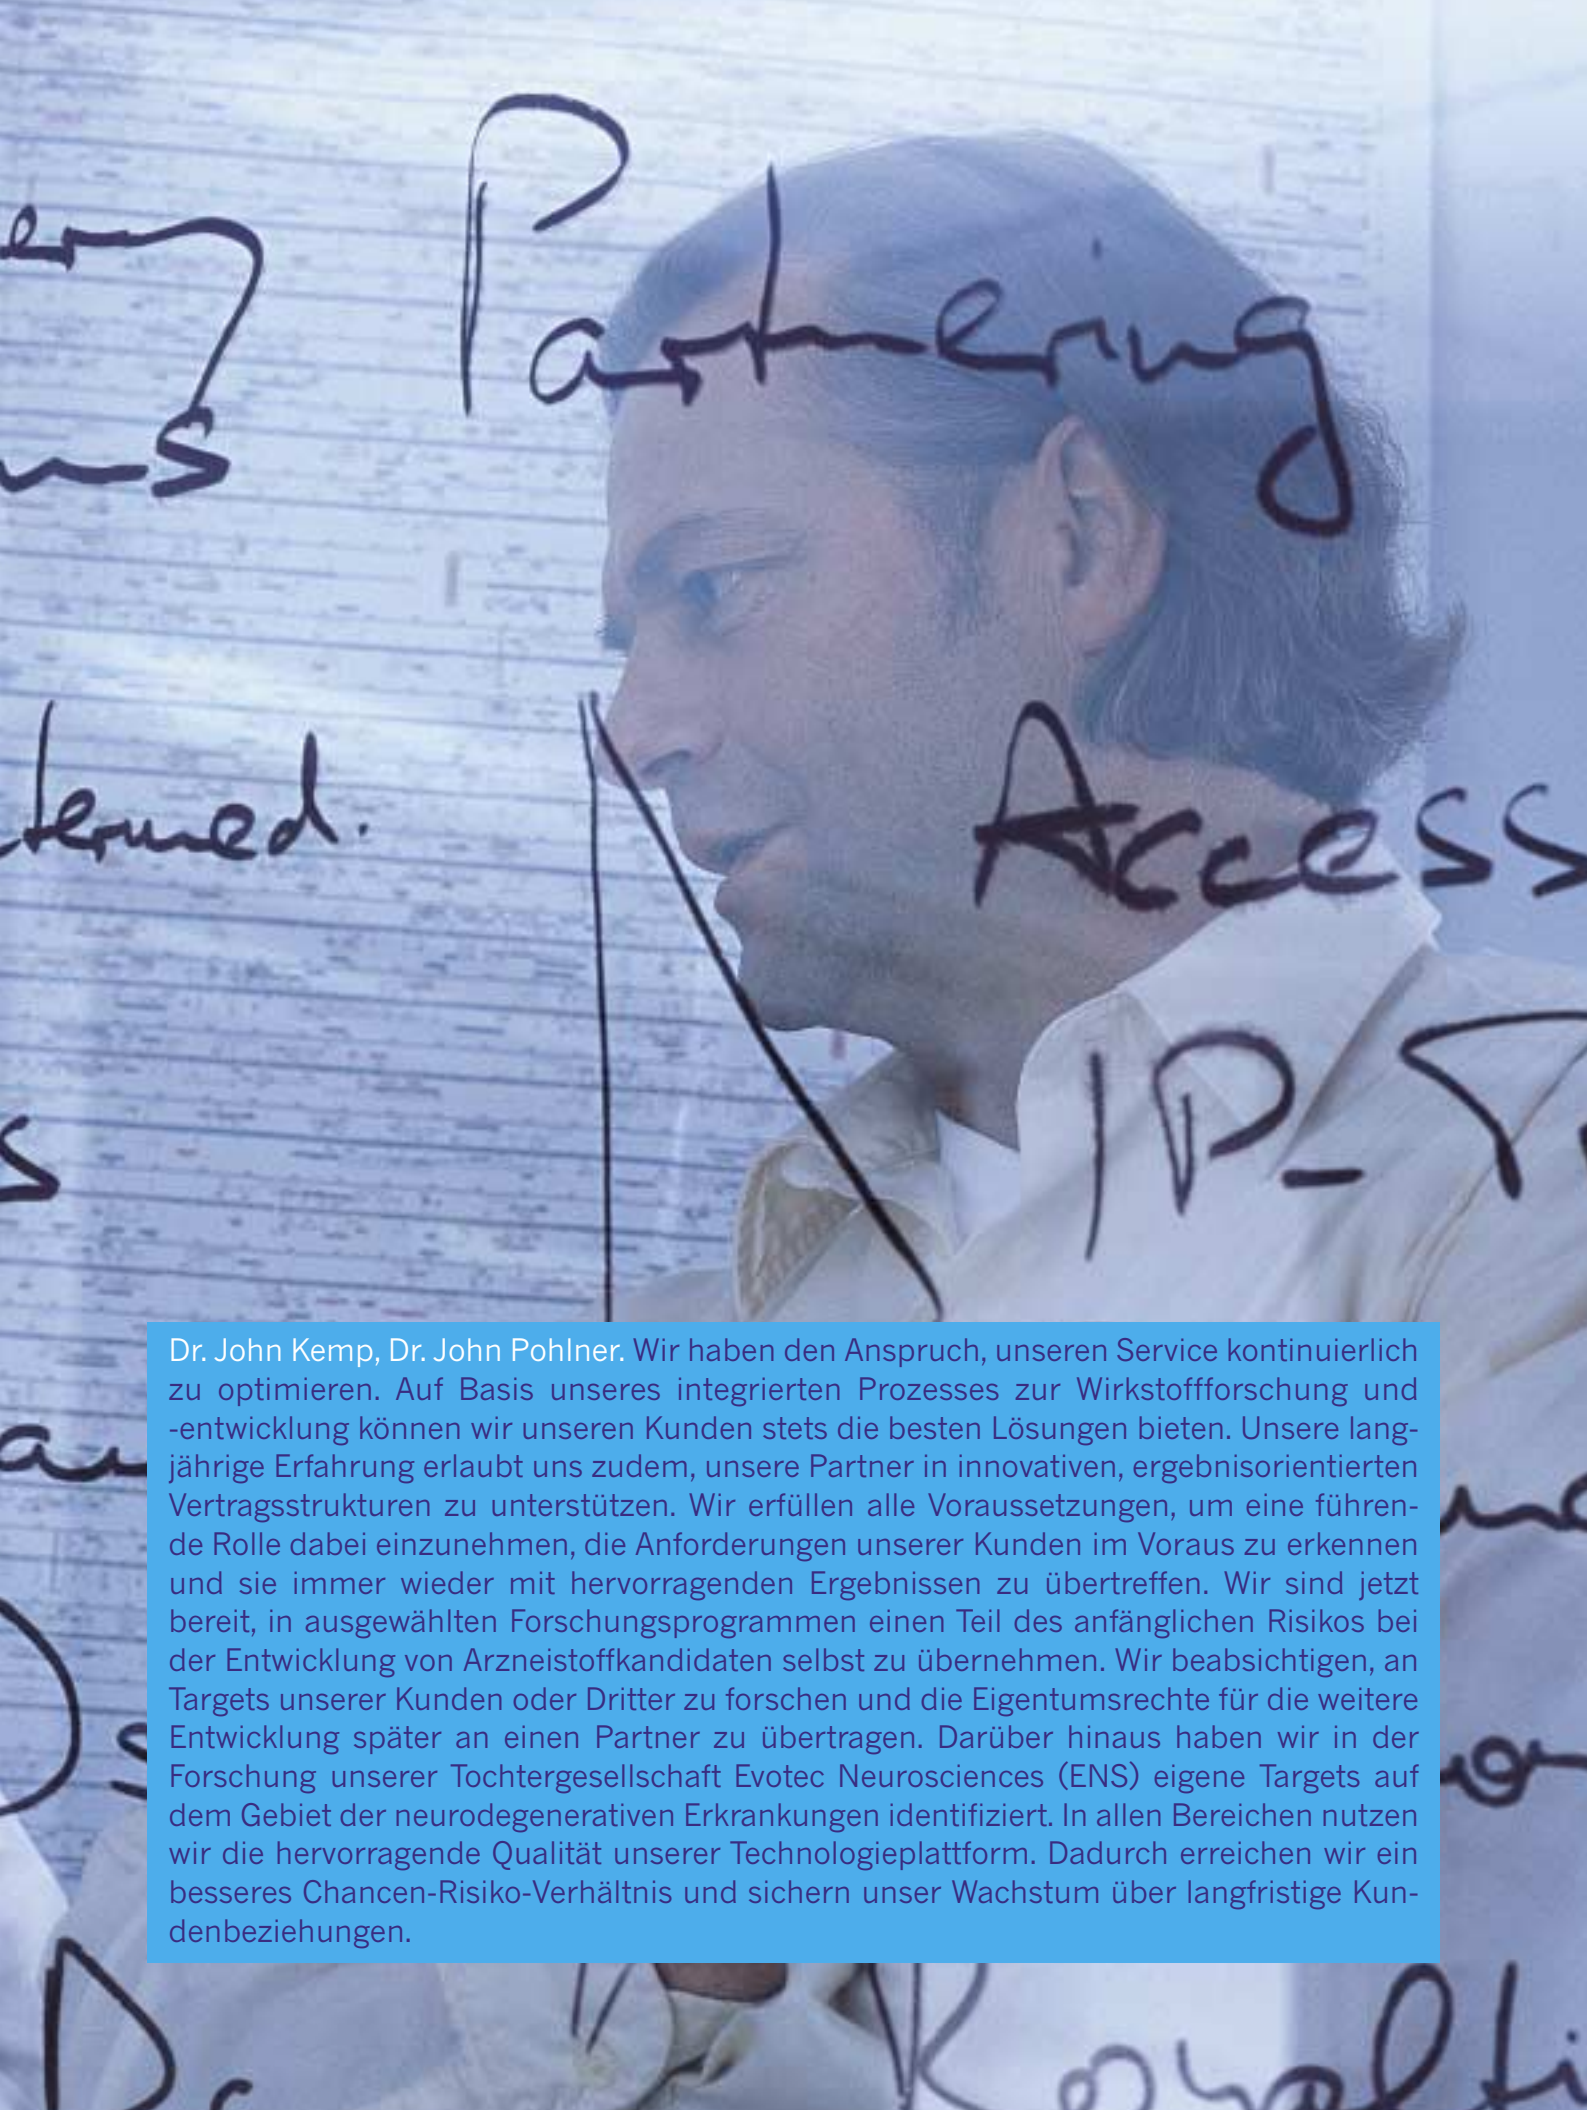 Partnering
termed.
Access
IP-
Dr. John Kemp, Dr. John Pohlner. Wir haben den Anspruch, unseren Service kontinuierlich
zu optimieren. Auf Basis unseres integrierten Prozesses zur Wirkstoffforschung und
-entwicklung können wir unseren Kunden stets die besten Lösungen bieten. Unsere lang-
jährige Erfahrung erlaubt uns zudem, unsere Partner in innovativen, ergebnisorientierten
Vertragsstrukturen zu unterstützen. Wir erfüllen alle Voraussetzungen, um eine führen-
de Rolle dabei einzunehmen, die Anforderungen unserer Kunden im Voraus zu erkennen
und sie immer wieder mit hervorragenden Ergebnissen zu übertreffen. Wir sind jetzt
bereit, in ausgewählten Forschungsprogrammen einen Teil des anfänglichen Risikos bei
der Entwicklung von Arzneistoffkandidaten selbst zu übernehmen. Wir beabsichtigen, an
Targets unserer Kunden oder Dritter zu forschen und die Eigentumsrechte für die weitere
Entwicklung später an einen Partner zu übertragen. Darüber hinaus haben wir in der
Forschung unserer Tochtergesellschaft Evotec Neurosciences (ENS) eigene Targets auf
dem Gebiet der neurodegenerativen Erkrankungen identifiziert. In allen Bereichen nutzen
wir die hervorragende Qualität unserer Technologieplattform. Dadurch erreichen wir ein
besseres Chancen-Risiko-Verhältnis und sichern unser Wachstum über langfristige Kun-
denbeziehungen.
Royalti